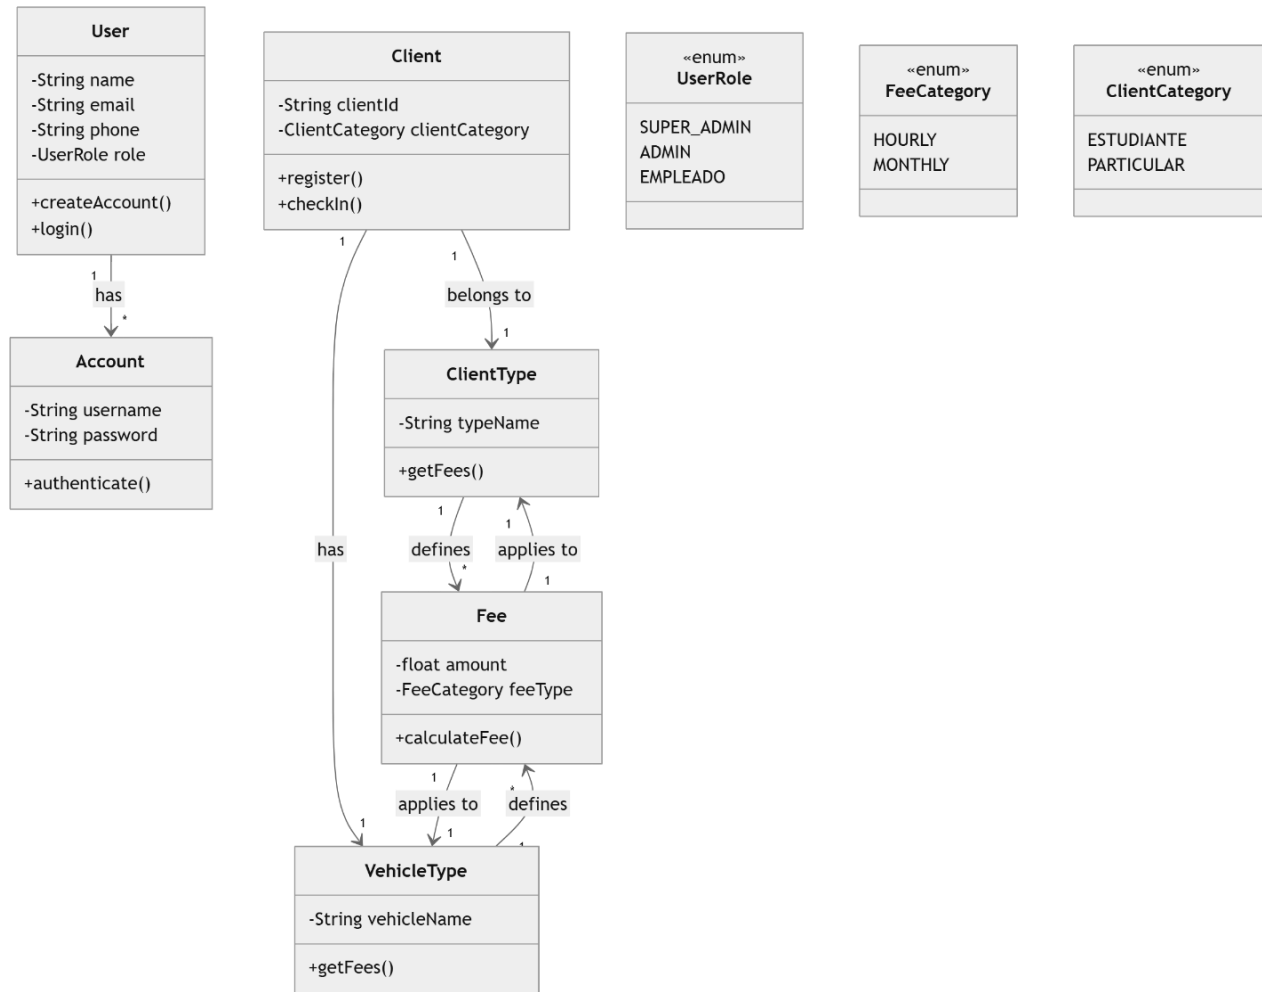 User
-String name
-String email
-String phone
-UserRole role
+createAccount()
+login()
1
has
*
Account
-String username
-String password
+authenticate()
Client
-String clientId
-ClientCategory clientCategory
+register()
+checkIn()
1
1
belongs to
1
has
1
ClientType
-String typeName
+getFees()
1
defines
*
1
applies to
1
Fee
-float amount
-FeeCategory feeType
+calculateFee()
1
applies to
1
*
defines
1
VehicleType
-String vehicleName
+getFees()
«enum»
UserRole
SUPER_ADMIN
ADMIN
EMPLEADO
«enum»
FeeCategory
HOURLY
MONTHLY
«enum»
ClientCategory
ESTUDIANTE
PARTICULAR